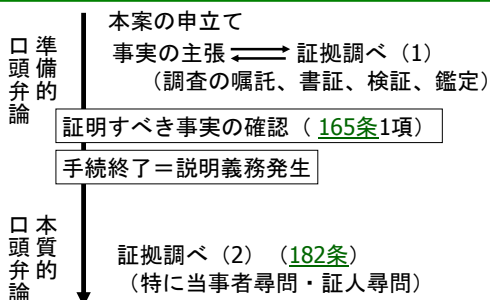 準備的
口頭弁論
本案の申立て
事実の主張 証拠調べ（1）
（調査の嘱託、書証、検証、鑑定）
証明すべき事実の確認（ 165条1項）
手続終了＝説明義務発生
本質的
口頭弁論
証拠調べ（2）（182条）
（特に当事者尋問・証人尋問）